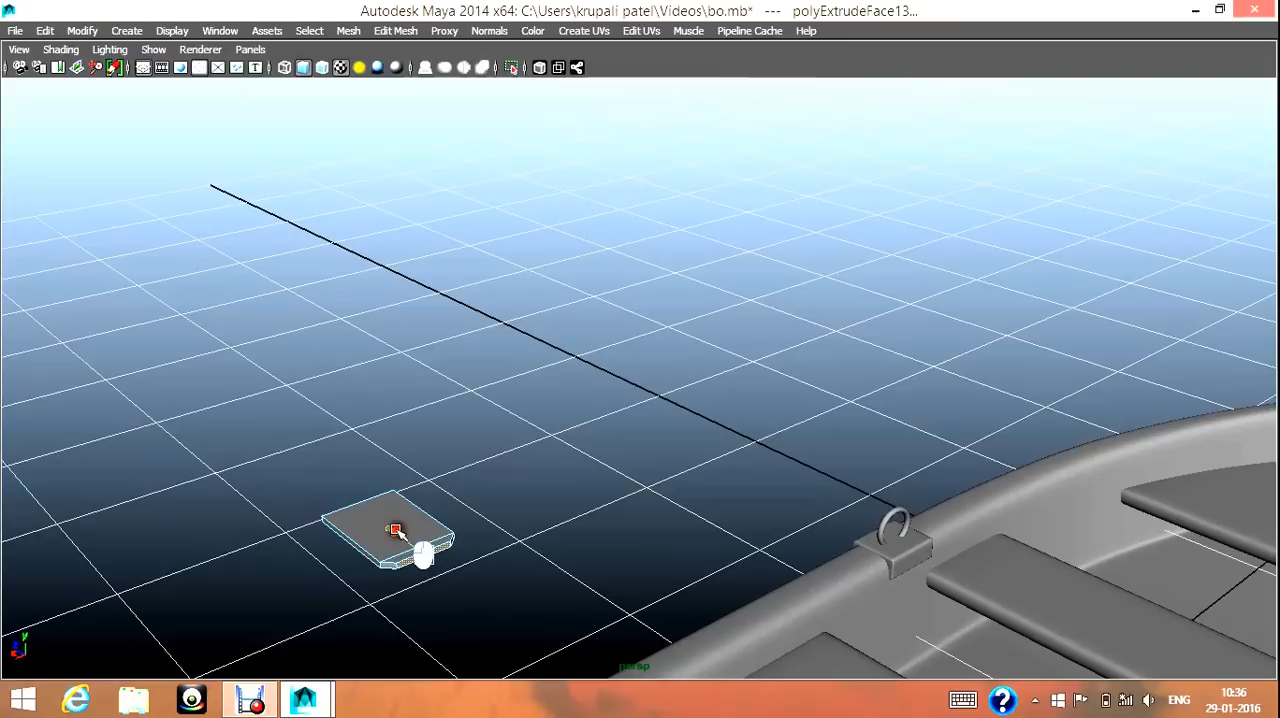 Autodesk Maya 2014 x64: C:\Users\krupali patel\Videos\bo.mb* --- polyExtrudeFace13...
File Edit Modify Create Display Window Assets Select Mesh Edit Mesh Proxy Normals Color Create UVs Edit UVs Muscle Pipeline Cache Help
View Shading Lighting Show Renderer Panels
y
persp
ENG
10:36
29-01-2016